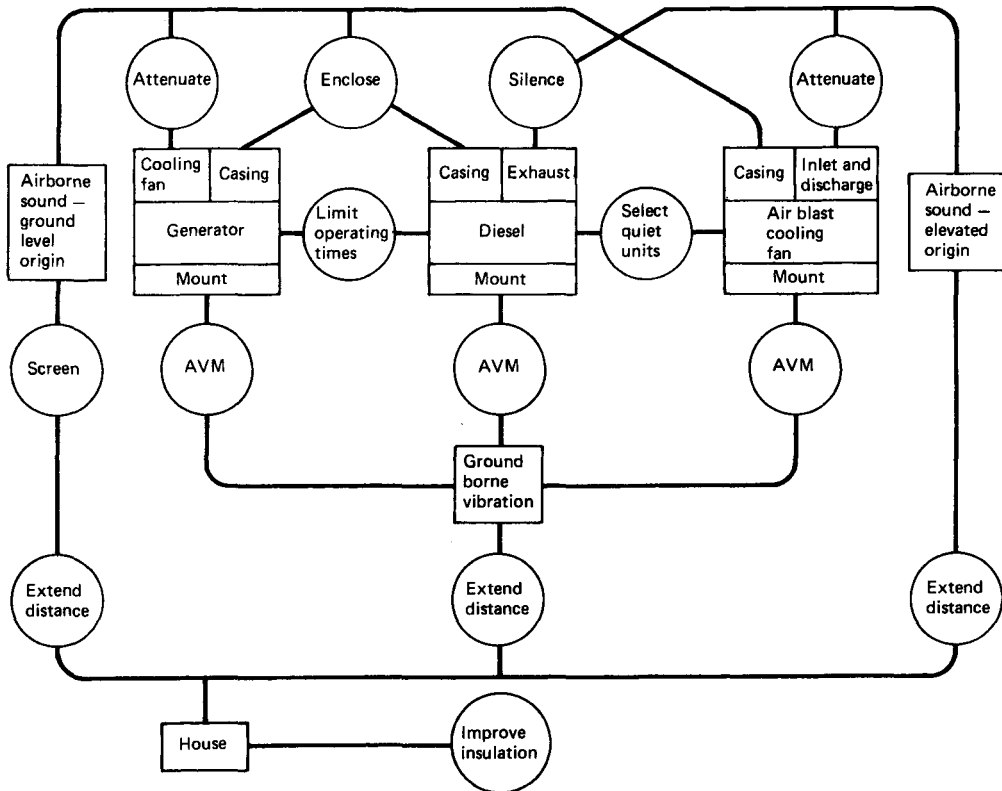 Attenuate
Enclose
Silence
Attenuate
Airborne
sound —
ground
level
origin
Cooling
fan
Casing
Generator
Mount
Limit
operating
times
Casing
Exhaust
Diesel
Mount
Select
quiet
units
Casing
Inlet and
discharge
Air blast
cooling
fan
Mount
Airborne
sound —
elevated
origin
Screen
AVM
AVM
AVM
Ground
borne
vibration
Extend
distance
Extend
distance
Extend
distance
House
Improve
insulation